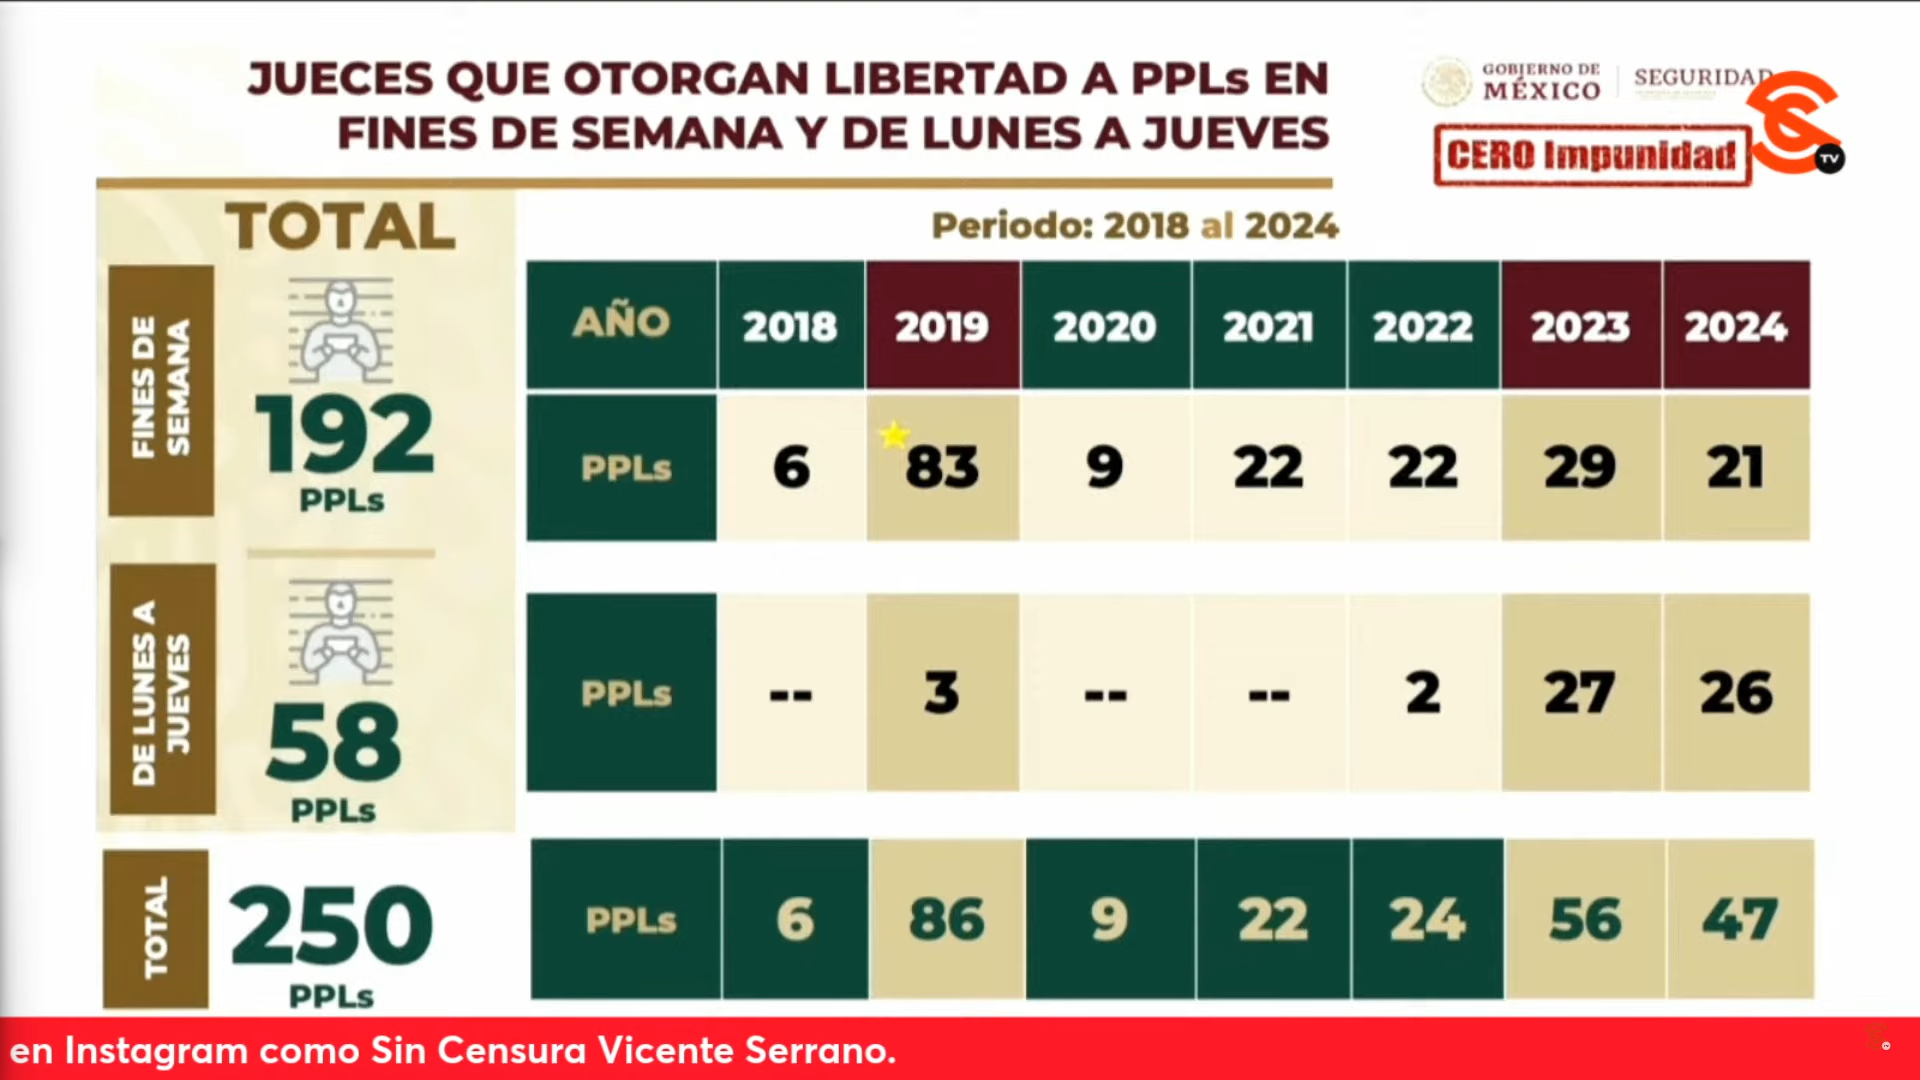 JUECES QUE OTORGAN LIBERTAD A PPLs EN
FINES DE SEMANA Y DE LUNES A JUEVES
GOBIERNO DE
MÉXICO
SEGURIDAD
CERO Impunidad
TV
TOTAL
Periodo: 2018 al 2024
FINES DE
SEMANA
192
PPLs
AÑO 2018 2019 2020 2021 2022 2023 2024
PPLs 6 83 9 22 22 29 21
DE LUNES A
JUEVES
58
PPLs
PPLs -- 3 -- -- 2 27 26
TOTAL
250
PPLs
PPLs 6 86 9 22 24 56 47
en Instagram como Sin Censura Vicente Serrano.